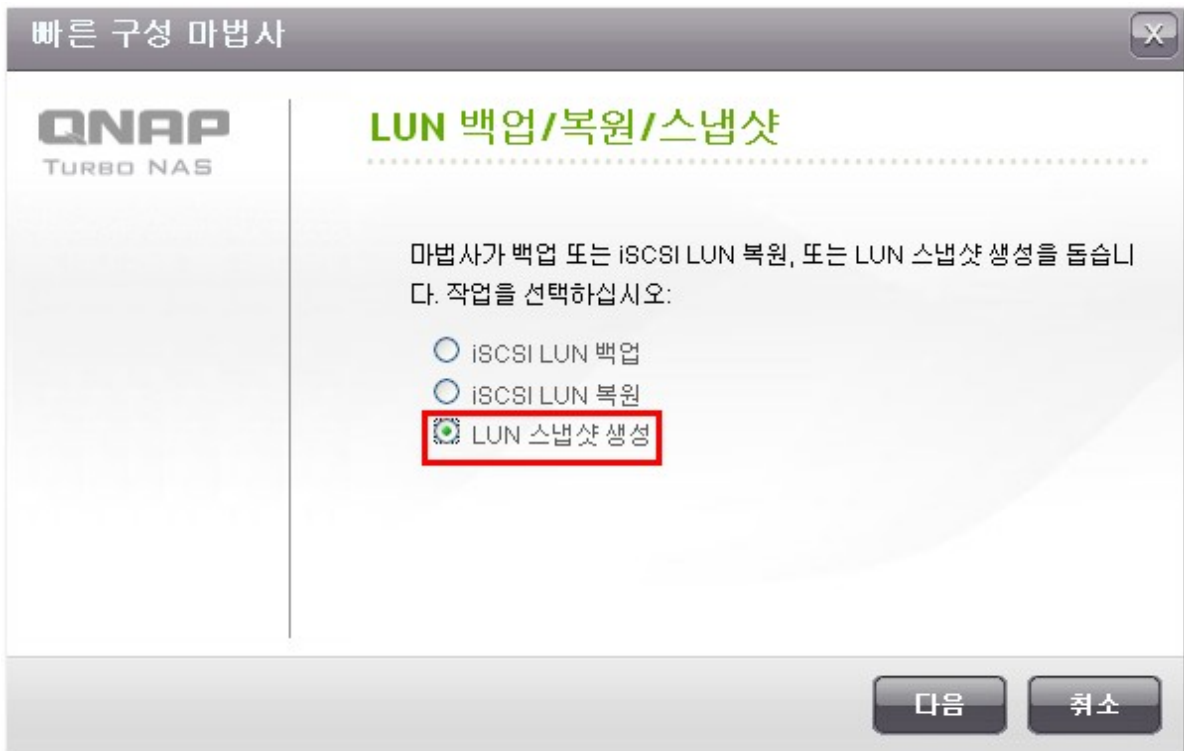 빠른 구성 마법사
X
QNAP
TURBO NAS
LUN 백업/복원/스냅샷
마법사가 백업 또는 iSCSI LUN 복원, 또는 LUN 스냅샷 생성을 돕습니
다. 작업을 선택하십시오:
iSCSI LUN 백업
iSCSI LUN 복원
LUN 스냅샷 생성
다음
취소